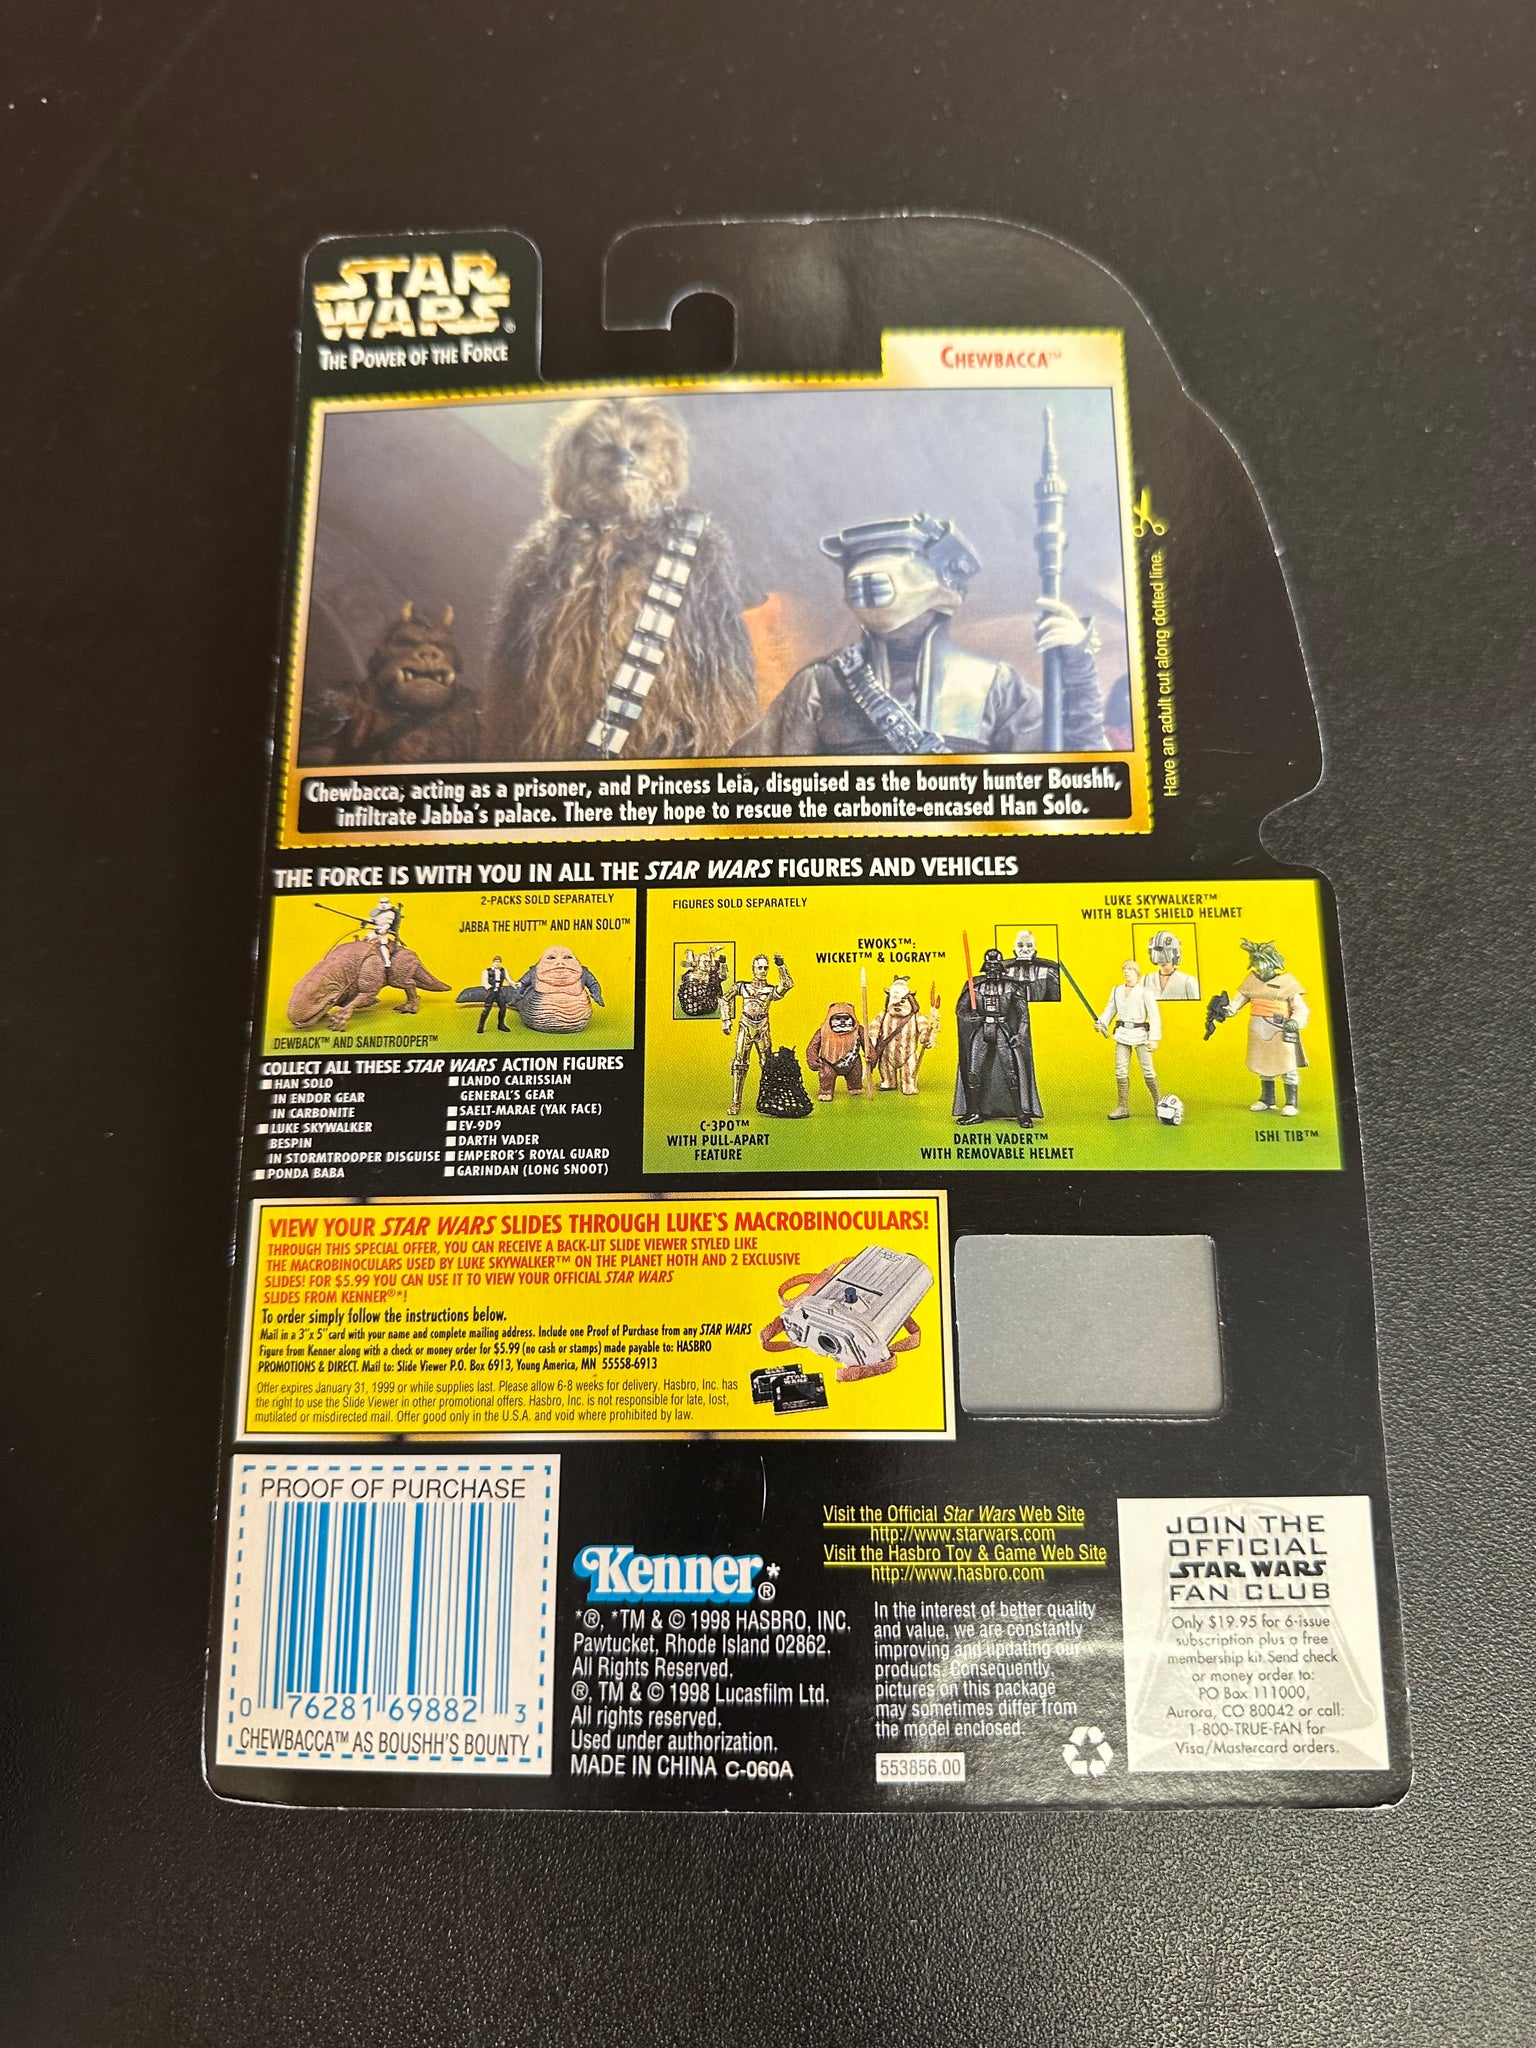 STAR
WARS®
THE POWER OF THE FORCE
CHEWBACCA™
Have an adult cut along dotted line.
Chewbacca, acting as a prisoner, and Princess Leia, disguised as the bounty hunter Boushh,
infiltrate Jabba's palace. There they hope to rescue the carbonite-encased Han Solo.
THE FORCE IS WITH YOU IN ALL THE STAR WARS FIGURES AND VEHICLES
2-PACKS SOLD SEPARATELY
JABBA THE HUTT™ AND HAN SOLO™
DEWBACK™ AND SANDTROOPER™
FIGURES SOLD SEPARATELY
EWOKS™:
WICKET™ & LOGRAY™
LUKE SKYWALKER™
WITH BLAST SHIELD HELMET
C-3PO™
WITH PULL-APART
FEATURE
DARTH VADER™
WITH REMOVABLE HELMET
ISHI TIB™
COLLECT ALL THESE STAR WARS ACTION FIGURES
HAN SOLO
IN ENDOR GEAR
IN CARBONITE
LUKE SKYWALKER
BESPIN
IN STORMTROOPER DISGUISE
PONDA BABA
LANDO CALRISSIAN
GENERAL'S GEAR
SAELT-MARAE (YAK FACE)
EV-9D9
DARTH VADER
EMPEROR'S ROYAL GUARD
GARINDAN (LONG SNOOT)
VIEW YOUR STAR WARS SLIDES THROUGH LUKE'S MACROBINOCULARS!
THROUGH THIS SPECIAL OFFER, YOU CAN RECEIVE A BACK-LIT SLIDE VIEWER STYLED LIKE
THE MACROBINOCULARS USED BY LUKE SKYWALKER™ ON THE PLANET HOTH AND 2 EXCLUSIVE
SLIDES! FOR $5.99 YOU CAN USE IT TO VIEW YOUR OFFICIAL STAR WARS
SLIDES FROM KENNER®*!
To order simply follow the instructions below.
Mail in a 3"x 5" card with your name and complete mailing address. Include one Proof of Purchase from any STAR WARS
Figure from Kenner along with a check or money order for $5.99 (no cash or stamps) made payable to: HASBRO
PROMOTIONS & DIRECT. Mail to: Slide Viewer P.O. Box 6913, Young America, MN 55558-6913
Offer expires January 31, 1999 or while supplies last. Please allow 6-8 weeks for delivery. Hasbro, Inc. has
the right to use the Slide Viewer in other promotional offers. Hasbro, Inc. is not responsible for late, lost,
mutilated or misdirected mail. Offer good only in the U.S.A. and void where prohibited by law.
PROOF OF PURCHASE
0 76281 69882 3
CHEWBACCA™ AS BOUSHH'S BOUNTY
Kenner*®
*®, *TM & © 1998 HASBRO, INC.
Pawtucket, Rhode Island 02862.
All Rights Reserved.
®, TM & © 1998 Lucasfilm Ltd.
All rights reserved.
Used under authorization.
MADE IN CHINA C-060A
Visit the Official Star Wars Web Site
http://www.starwars.com
Visit the Hasbro Toy & Game Web Site
http://www.hasbro.com
In the interest of better quality
and value, we are constantly
improving and updating our
products. Consequently,
pictures on this package
may sometimes differ from
the model enclosed.
553856.00
JOIN THE
OFFICIAL
STAR WARS
FAN CLUB
Only $19.95 for 6-issue
subscription plus a free
membership kit. Send check
or money order to:
PO Box 111000,
Aurora, CO 80042 or call:
1-800-TRUE-FAN for
Visa/Mastercard orders.